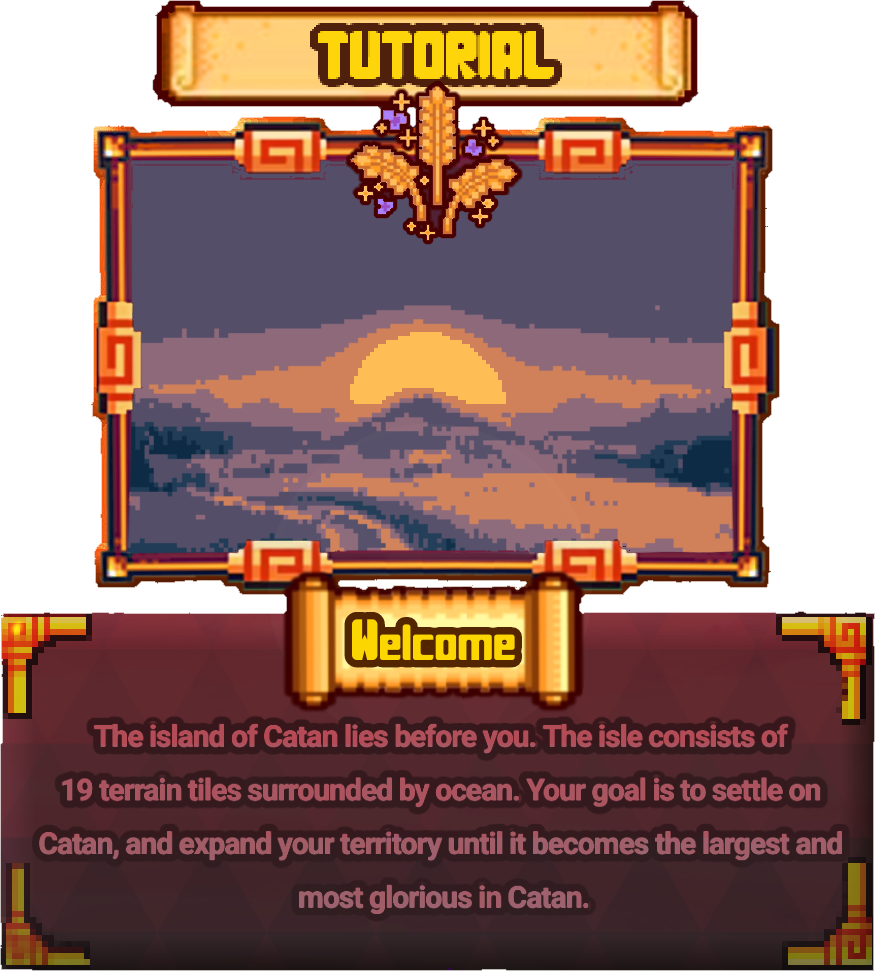 TUTORIAL
Welcome
The island of Catan lies before you. The isle consists of
19 terrain tiles surrounded by ocean. Your goal is to settle on
Catan, and expand your territory until it becomes the largest and
most glorious in Catan.